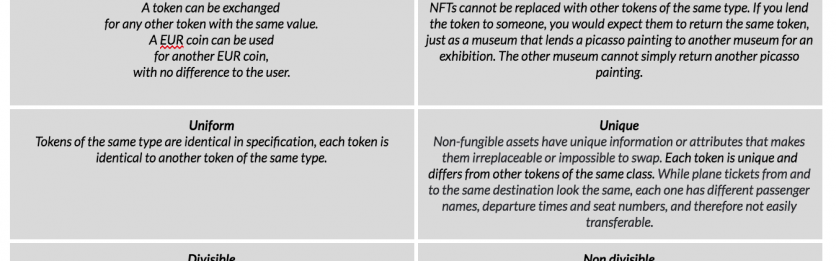 A token can be exchanged
for any other token with the same value.
A EUR coin can be used
for another EUR coin,
with no difference to the user.
NFTs cannot be replaced with other tokens of the same type. If you lend
the token to someone, you would expect them to return the same token,
just as a museum that lends a picasso painting to another museum for an
exhibition. The other museum cannot simply return another picasso
painting.
Uniform
Tokens of the same type are identical in specification, each token is
identical to another token of the same type.
Unique
Non-fungible assets have unique information or attributes that makes
them irreplaceable or impossible to swap. Each token is unique and
differs from other tokens of the same class. While plane tickets from and
to the same destination look the same, each one has different passenger
names, departure times and seat numbers, and therefore not easily
transferable.
Divisible
Non divisible